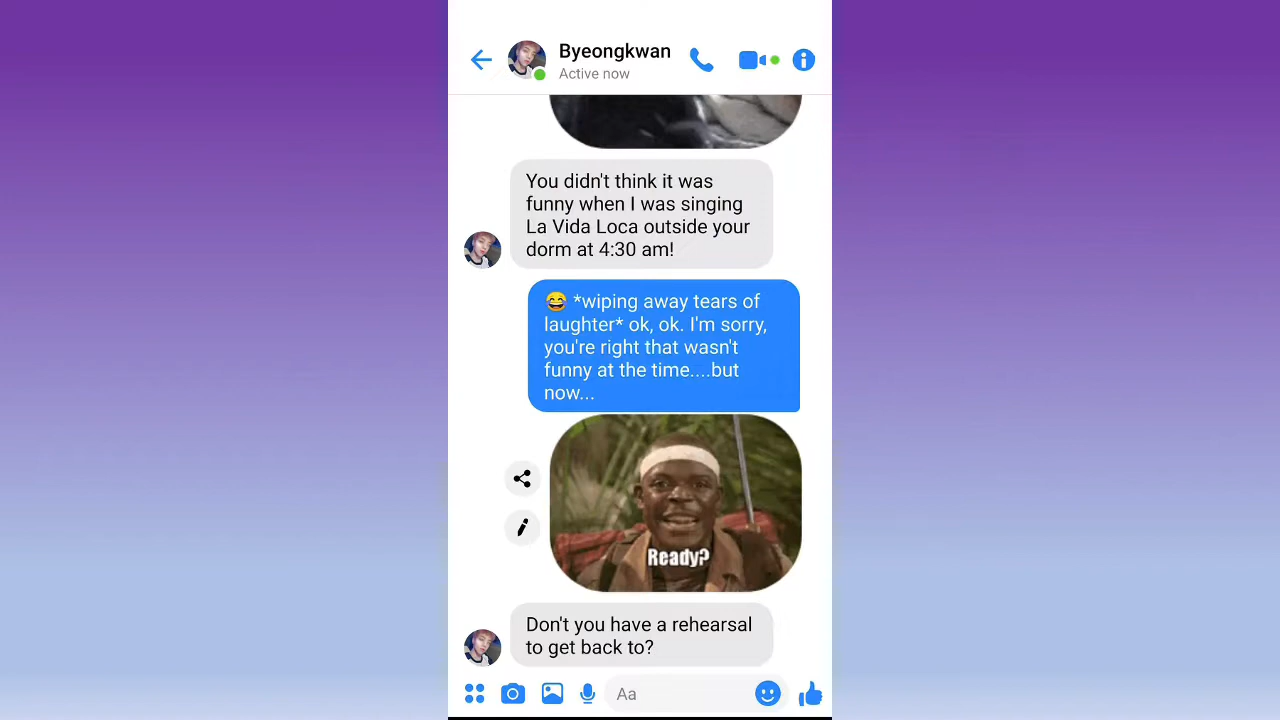 Byeongkwan
Active now
You didn't think it was
funny when I was singing
La Vida Loca outside your
dorm at 4:30 am!
😂 *wiping away tears of
laughter* ok, ok. I'm sorry,
you're right that wasn't
funny at the time....but
now...
Ready?
Don't you have a rehearsal
to get back to?
Aa